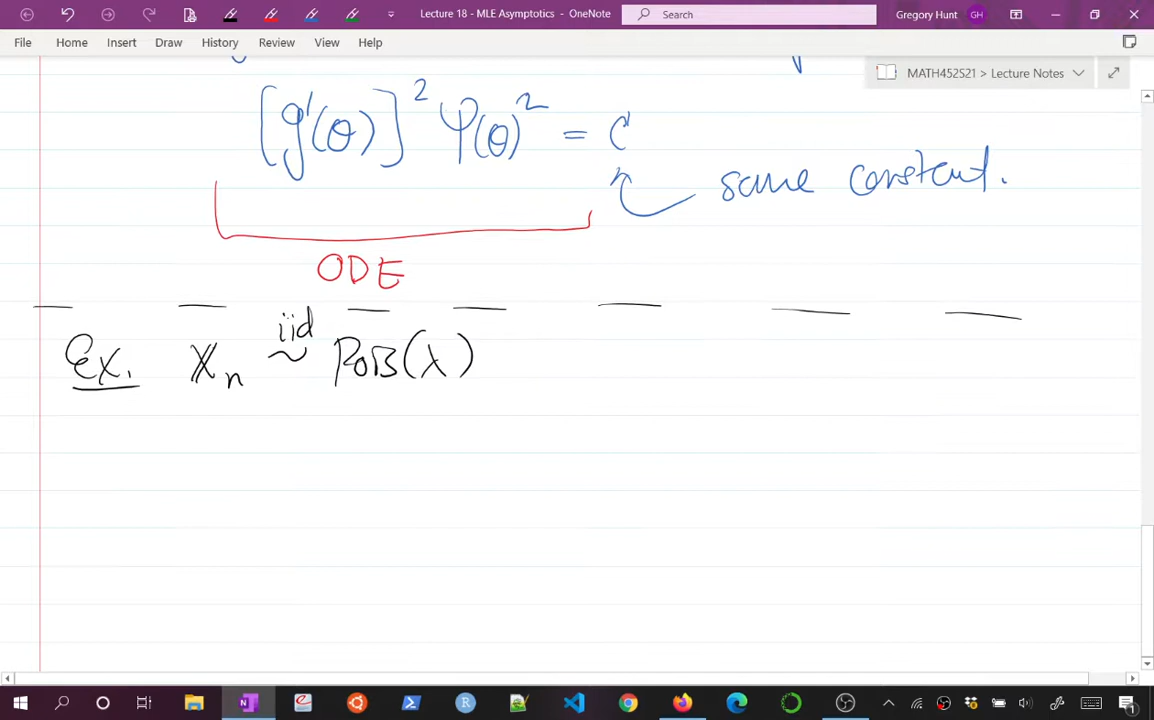 Lecture 18 - MLE Asymptotics - OneNote
Search
Gregory Hunt GH
File Home Insert Draw History Review View Help
MATH452S21 > Lecture Notes
[g'(θ)]² φ(θ)² = C
same constant.
ODE
Ex. Xₙ iid ~ Pois(λ)